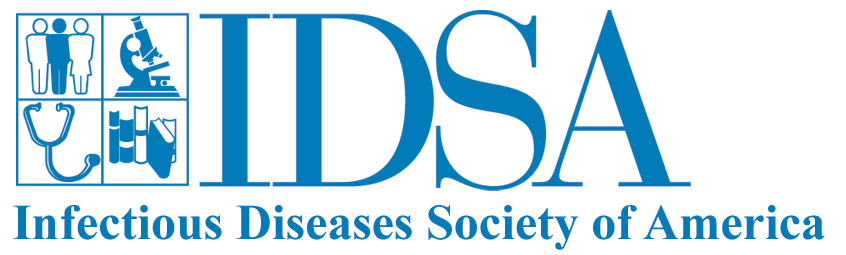 IDSA
Infectious Diseases Society of America